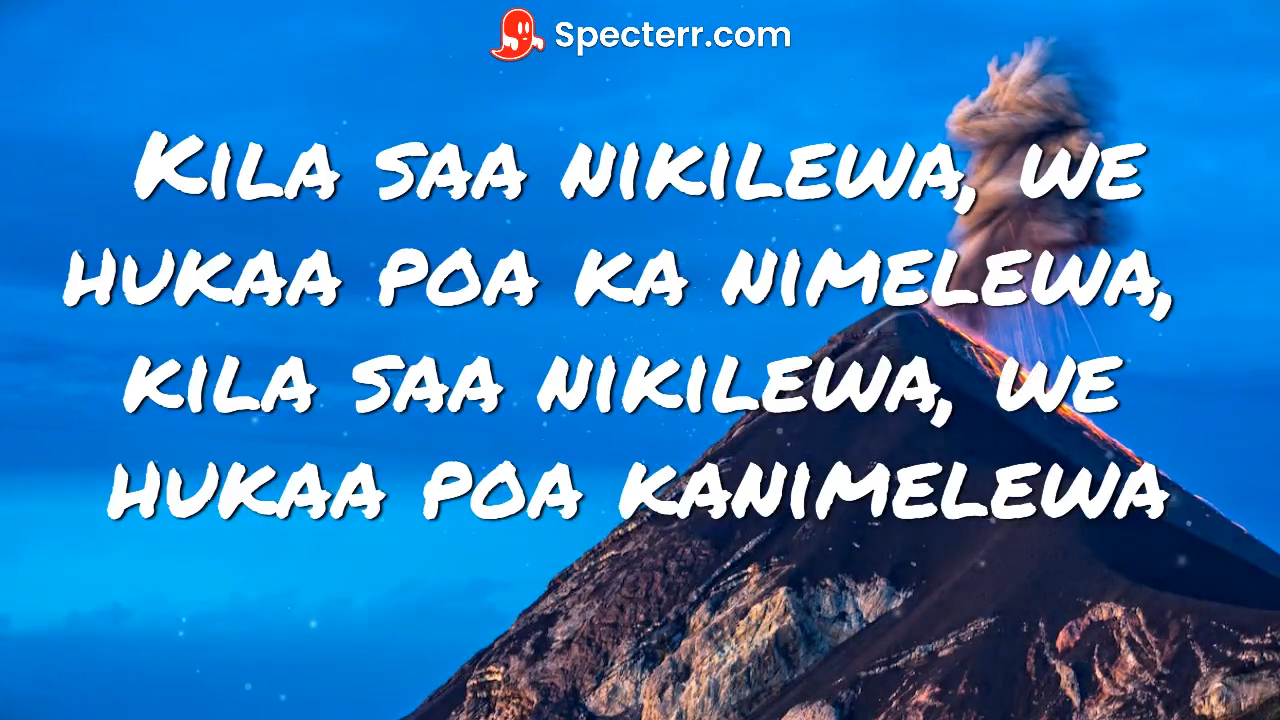 Specterr.com
Kila saa nikilewa, we
hukaa poa ka nimelewa,
kila saa nikilewa, we
hukaa poa kanimelewa